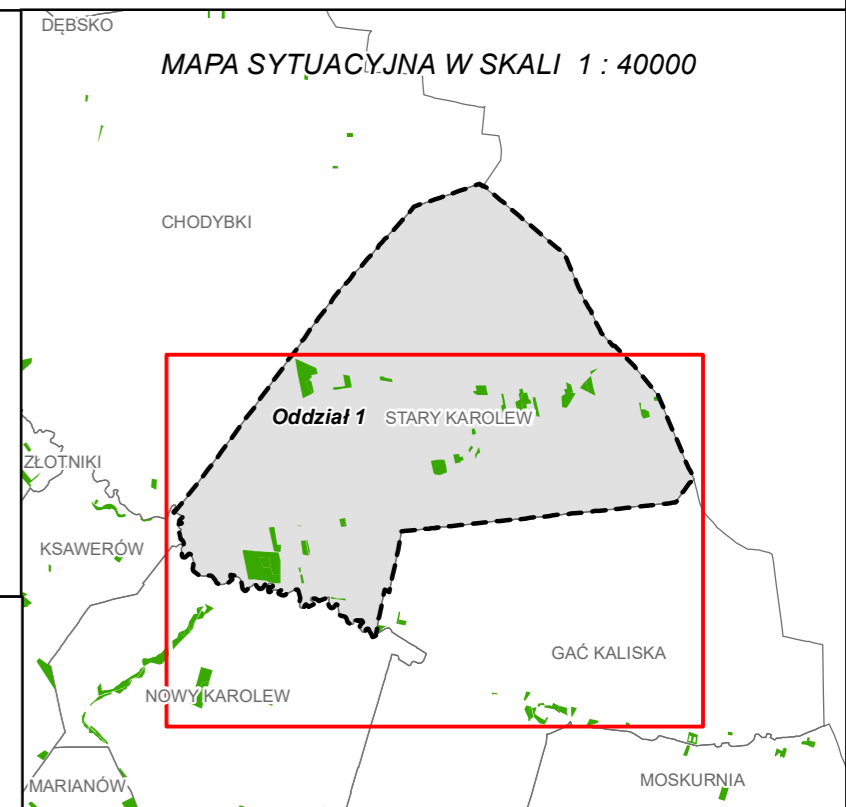 DĘBSKO
MAPA SYTUACYJNA W SKALI 1 : 40000
CHODYBKI
Oddział 1 STARY KAROLEW
ZŁOTNIKI
KSAWERÓW
GAĆ KALISKA
NOWY KAROLEW
MOSKURNIA
MARIANÓW